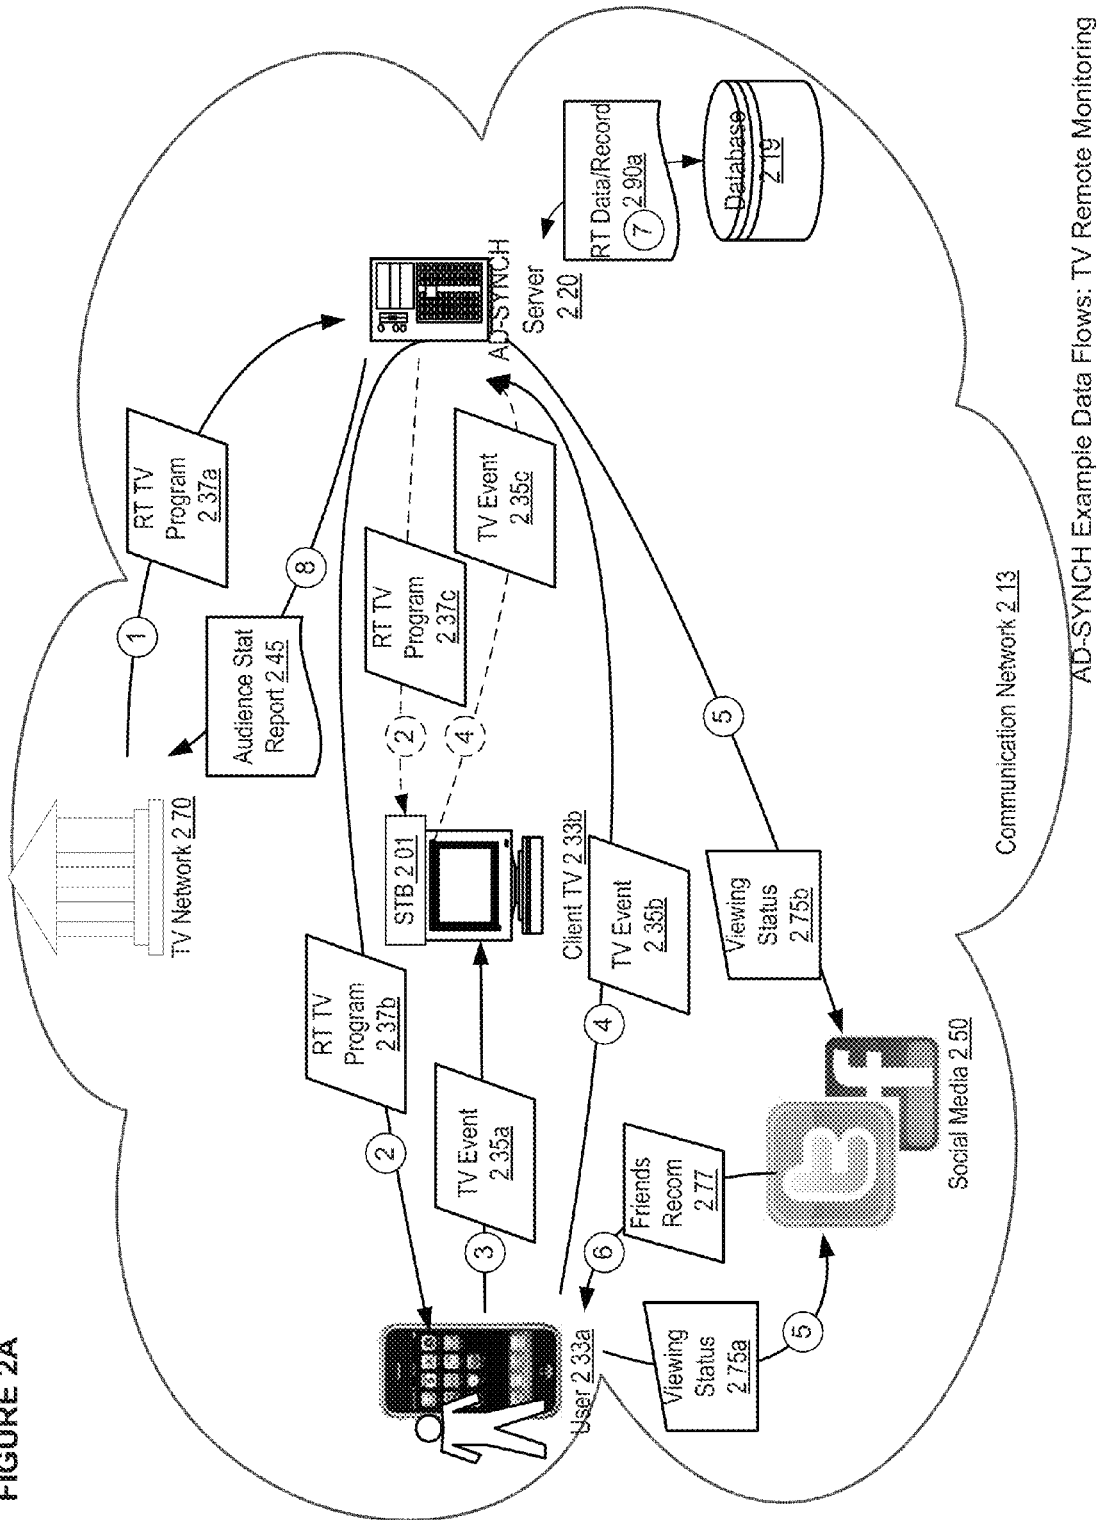 FIGURE 2A
AD-SYNCH Example Data Flows: TV Remote Monitoring
TV Network 2 70
1
RT TV
Program
2 37a
Audience Stat
Report 2 45
8
AD-SYNCH
Server
2 20
RT Data/Record
2 90a
7
Database
2 19
RT TV
Program
2 37b
2
RT TV
Program
2 37c
2
4
TV Event
2 35c
STB 2 01
Client TV 2 33b
TV Event
2 35a
3
TV Event
2 35b
4
User 2 33a
Friends
Recom
2 77
6
Viewing
Status
2 75a
5
Viewing
Status
2 75b
5
f
Social Media 2 50
Communication Network 2 13